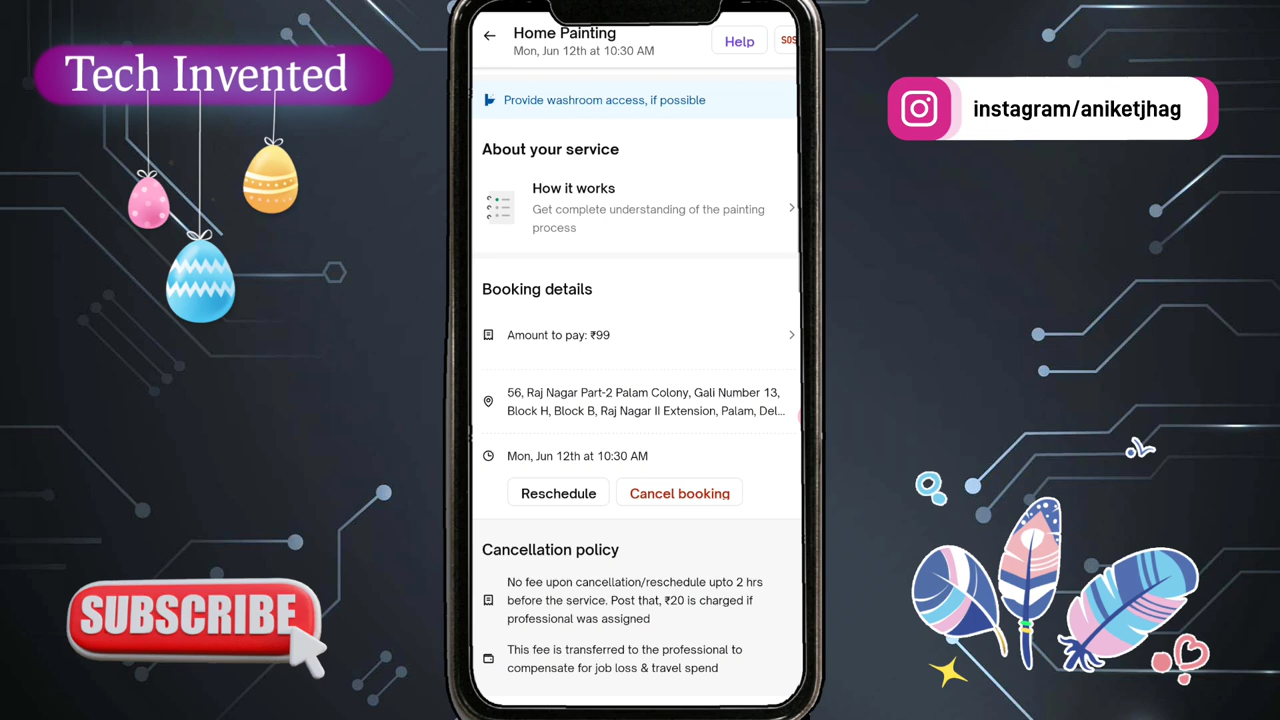 Tech Invented
SUBSCRIBE
Home Painting
Mon, Jun 12th at 10:30 AM
Help
SOS
Provide washroom access, if possible
About your service
How it works
Get complete understanding of the painting
process
Booking details
Amount to pay: ₹99
56, Raj Nagar Part-2 Palam Colony, Gali Number 13,
Block H, Block B, Raj Nagar II Extension, Palam, Del...
Mon, Jun 12th at 10:30 AM
Reschedule
Cancel booking
Cancellation policy
No fee upon cancellation/reschedule upto 2 hrs
before the service. Post that, ₹20 is charged if
professional was assigned
This fee is transferred to the professional to
compensate for job loss & travel spend
instagram/aniketjhag